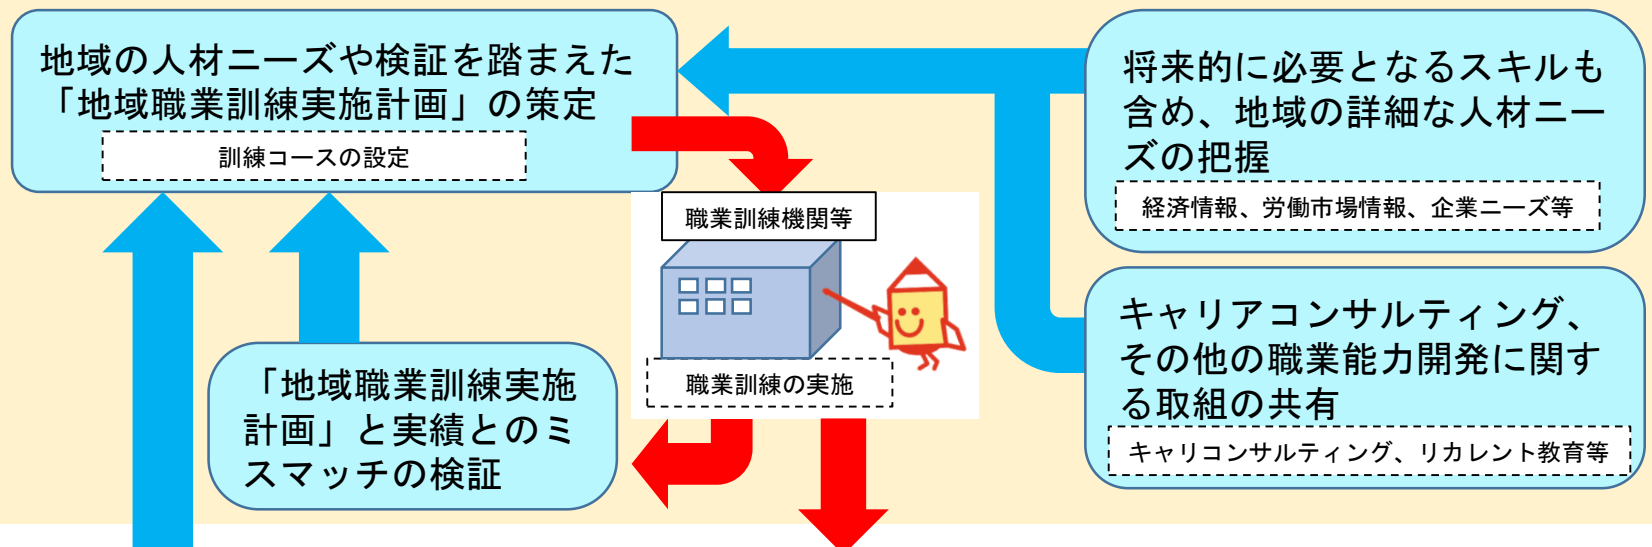 地域の人材ニーズや検証を踏まえた
「地域職業訓練実施計画」の策定
訓練コースの設定
将来的に必要となるスキルも
含め、地域の詳細な人材ニー
ズの把握
経済情報、労働市場情報、企業ニーズ等
職業訓練機関等
職業訓練の実施
キャリアコンサルティング、
その他の職業能力開発に関す
る取組の共有
キャリコンサルティング、リカレント教育等
「地域職業訓練実施
計画」と実績とのミ
スマッチの検証